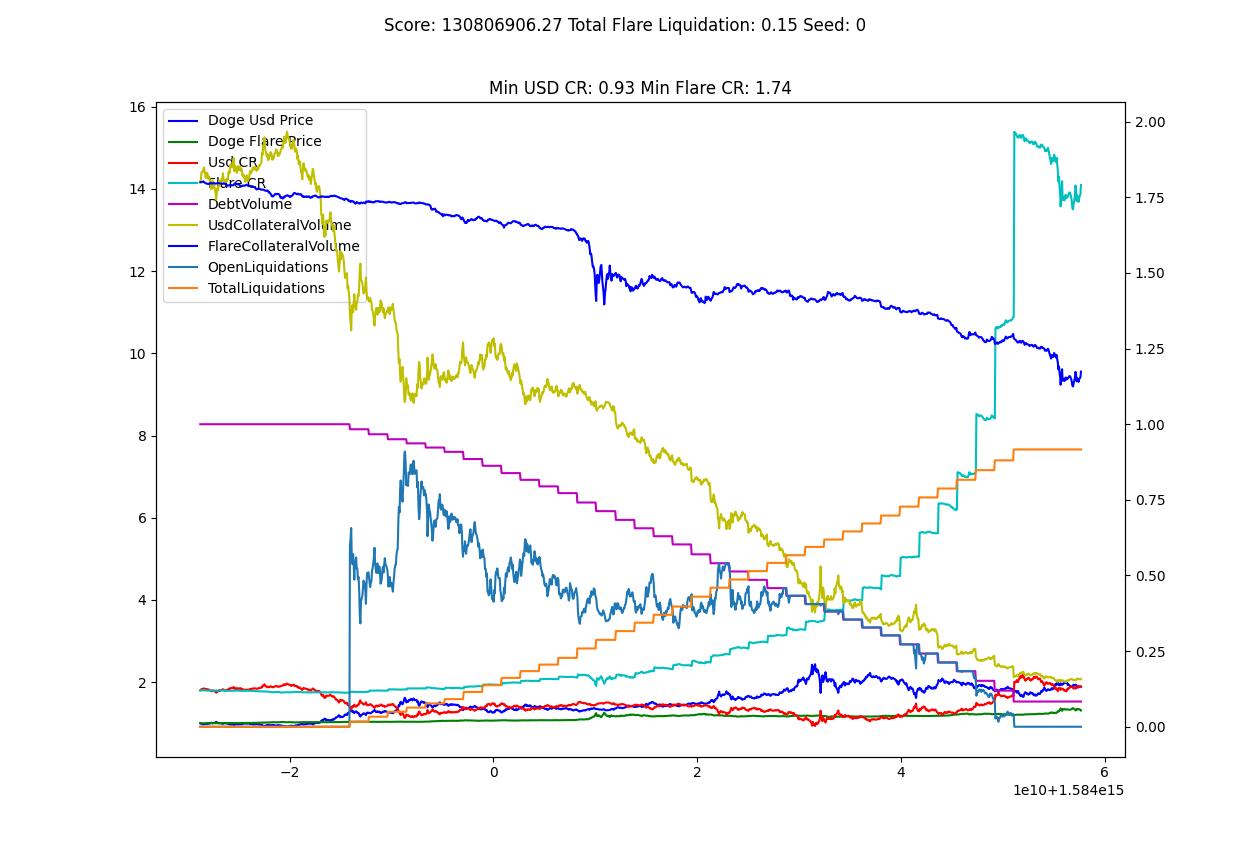 Score: 130806906.27 Total Flare Liquidation: 0.15 Seed: 0
Min USD CR: 0.93 Min Flare CR: 1.74
Doge Usd Price
Doge Flare Price
Usd CR
Flare CR
DebtVolume
UsdCollateralVolume
FlareCollateralVolume
OpenLiquidations
TotalLiquidations
16
14
12
10
8
6
4
2
2.00
1.75
1.50
1.25
1.00
0.75
0.50
0.25
0.00
−2
0
2
4
6
1e10+1.584e15